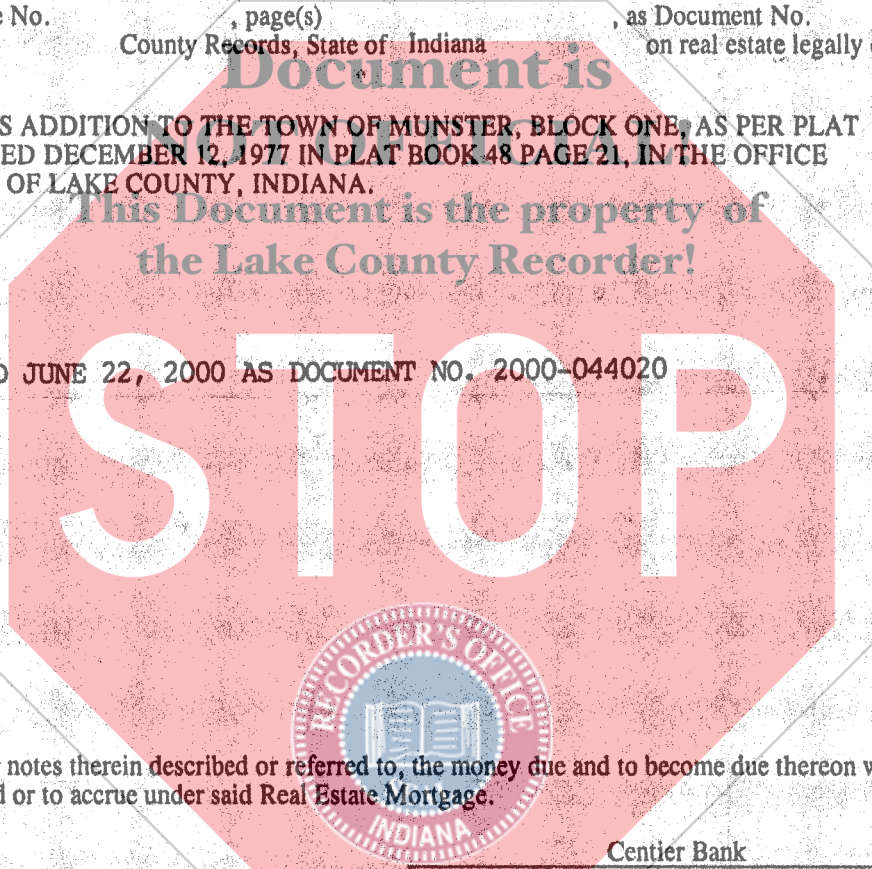 No. , page(s) , as Document No.
County Records, State of Indiana on real estate legally
Document is
S ADDITION TO THE TOWN OF MUNSTER, BLOCK ONE, AS PER PLAT
NOT OFFICIAL!
ED DECEMBER 12, 1977 IN PLAT BOOK 48 PAGE 21, IN THE OFFICE
OF LAKE COUNTY, INDIANA.
This Document is the property of
the Lake County Recorder!
D JUNE 22, 2000 AS DOCUMENT NO. 2000-044020
STOP
RECORDER'S OFFICE
notes therein described or referred to, the money due and to become due thereon w
d or to accrue under said Real Estate Mortgage.
INDIANA
Centier Bank